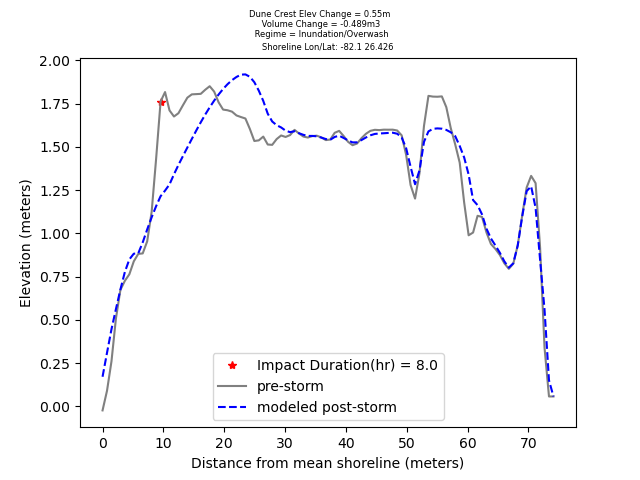 Dune Crest Elev Change = 0.55m
Volume Change = -0.489m3
Regime = Inundation/Overwash
Shoreline Lon/Lat: -82.1 26.426
2.00
1.75
1.50
1.25
1.00
0.75
0.50
0.25
0.00
Elevation (meters)
Impact Duration(hr) = 8.0
pre-storm
modeled post-storm
0 10 20 30 40 50 60 70
Distance from mean shoreline (meters)